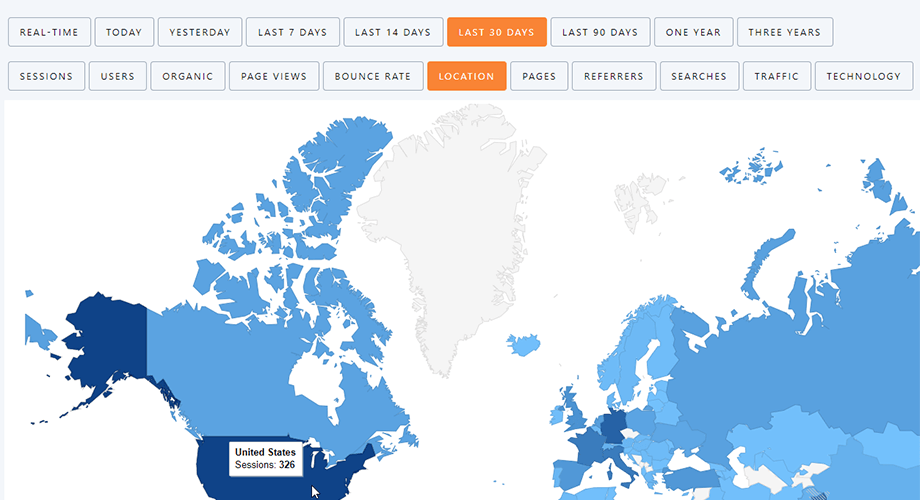 REAL-TIME TODAY YESTERDAY LAST 7 DAYS LAST 14 DAYS LAST 30 DAYS LAST 90 DAYS ONE YEAR THREE YEARS
SESSIONS USERS ORGANIC PAGE VIEWS BOUNCE RATE LOCATION PAGES REFERRERS SEARCHES TRAFFIC TECHNOLOGY
United States
Sessions: 326